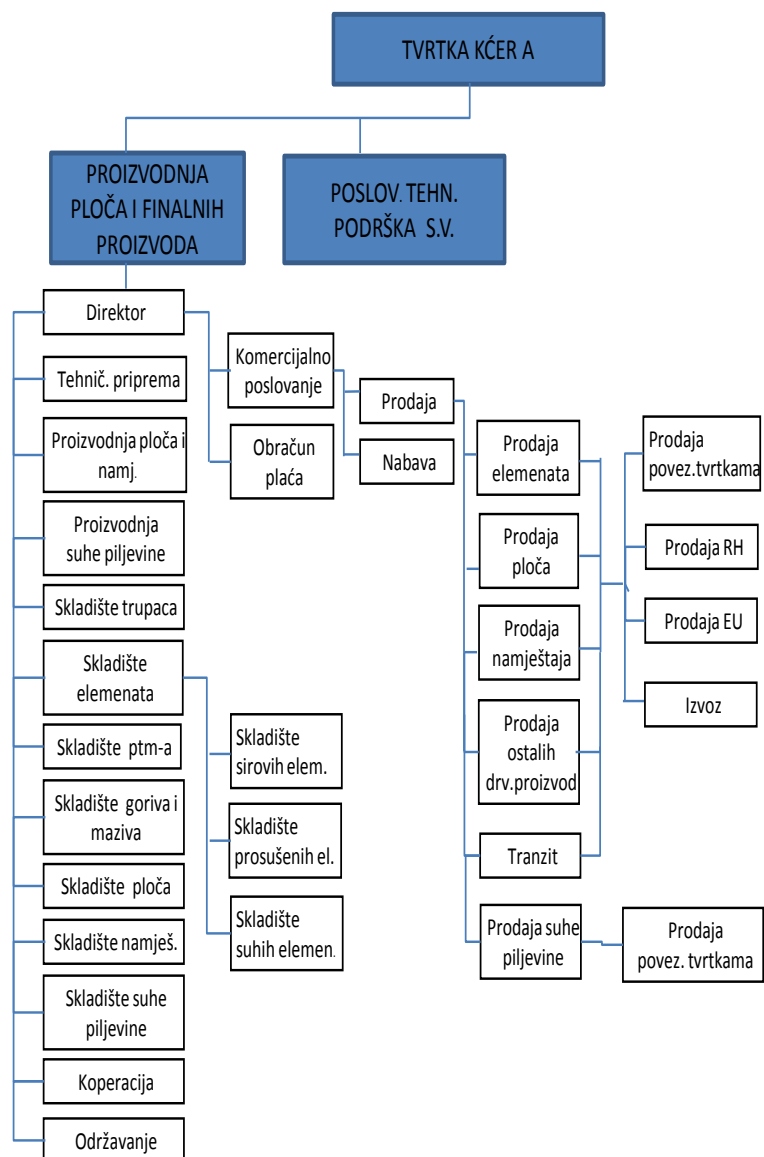 TVRTKA KĆER A
PROIZVODNJA
PLOČA I FINALNIH
PROIZVODA
POSLOV. TEHN.
PODRŠKA S.V.
Direktor
Tehnič. priprema
Proizvodnja ploča i
namj.
Proizvodnja
suhe piljevine
Skladište trupaca
Skladište
elemenata
Skladište ptm-a
Skladište goriva i
maziva
Skladište ploča
Skladište namješ.
Skladište suhe
piljevine
Koperacija
Održavanje
Komercijalno
poslovanje
Obračun
plaća
Skladište
sirovih elem.
Skladište
prosušenih el.
Skladište
suhih elemen.
Prodaja
Nabava
Prodaja
elemenata
Prodaja
ploča
Prodaja
namještaja
Prodaja
ostalih
drv.proizvod
Tranzit
Prodaja suhe
piljevine
Prodaja
povez.tvrtkama
Prodaja RH
Prodaja EU
Izvoz
Prodaja
povez. tvrtkama